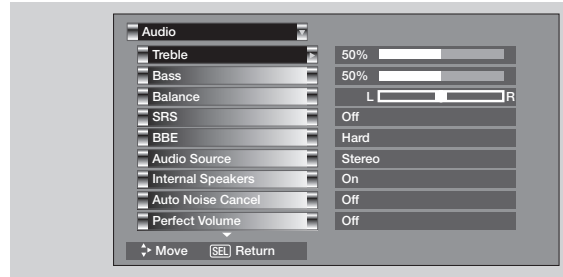 Audio
Treble 50%
Bass 50%
Balance L R
SRS Off
BBE Hard
Audio Source Stereo
Internal Speakers On
Auto Noise Cancel Off
Perfect Volume Off
Move SEL Return